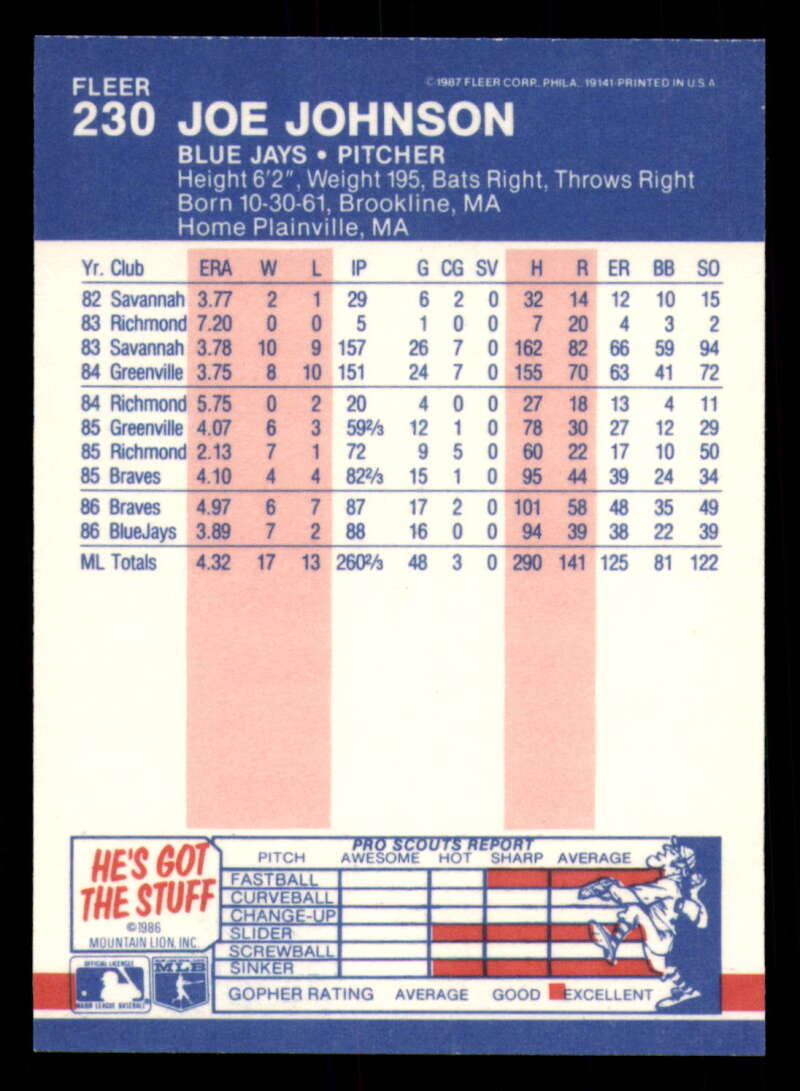 FLEER
©1987 FLEER CORP. PHILA. 19141-PRINTED IN U.S.A.
230 JOE JOHNSON
BLUE JAYS • PITCHER
Height 6'2", Weight 195, Bats Right, Throws Right
Born 10-30-61, Brookline, MA
Home Plainville, MA
Yr. Club ERA W L IP G CG SV H R ER BB SO
82 Savannah 3.77 2 1 29 6 2 0 32 14 12 10 15
83 Richmond 7.20 0 0 5 1 0 0 7 20 4 3 2
83 Savannah 3.78 10 9 157 26 7 0 162 82 66 59 94
84 Greenville 3.75 8 10 151 24 7 0 155 70 63 41 72
84 Richmond 5.75 0 2 20 4 0 0 27 18 13 4 11
85 Greenville 4.07 6 3 59⅔ 12 1 0 78 30 27 12 29
85 Richmond 2.13 7 1 72 9 5 0 60 22 17 10 50
85 Braves 4.10 4 4 82⅔ 15 1 0 95 44 39 24 34
86 Braves 4.97 6 7 87 17 2 0 101 58 48 35 49
86 BlueJays 3.89 7 2 88 16 0 0 94 39 38 22 39
ML Totals 4.32 17 13 260⅔ 48 3 0 290 141 125 81 122
HE'S GOT
THE STUFF
©1986
MOUNTAIN LION, INC.
OFFICIAL LICENSEE
MAJOR LEAGUE BASEBALL
MLB
PRO SCOUTS REPORT
PITCH AWESOME HOT SHARP AVERAGE
FASTBALL
CURVEBALL
CHANGE-UP
SLIDER
SCREWBALL
SINKER
GOPHER RATING AVERAGE GOOD EXCELLENT